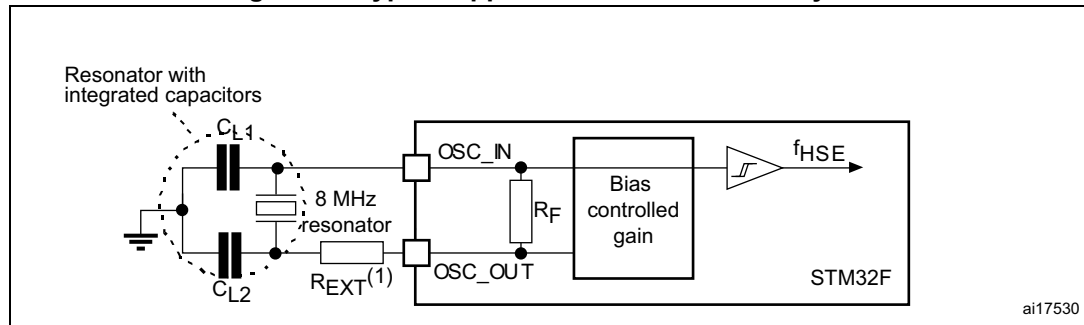 Resonator with
integrated capacitors
CL1
OSC_IN
fHSE
8 MHz
resonator
RF
Bias
controlled
gain
CL2
REXT(1)
OSC_OUT
STM32F
ai17530